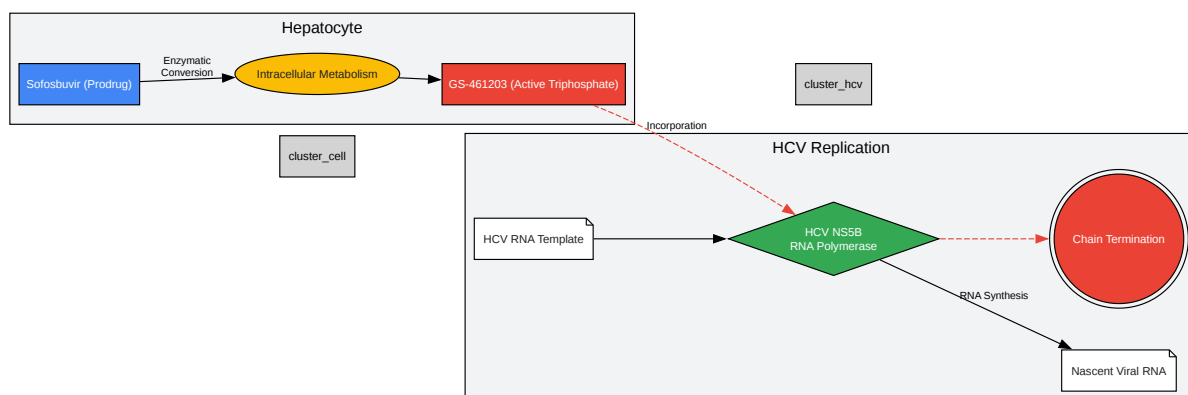 Hepatocyte
Enzymatic
Conversion
Sofosbuvir (Prodrug)
Intracellular Metabolism
GS-461203 (Active Triphosphate)
cluster_hcv
Incorporation
cluster_cell
HCV Replication
HCV RNA Template
HCV NS5B
RNA Polymerase
Chain Termination
RNA Synthesis
Nascent Viral RNA